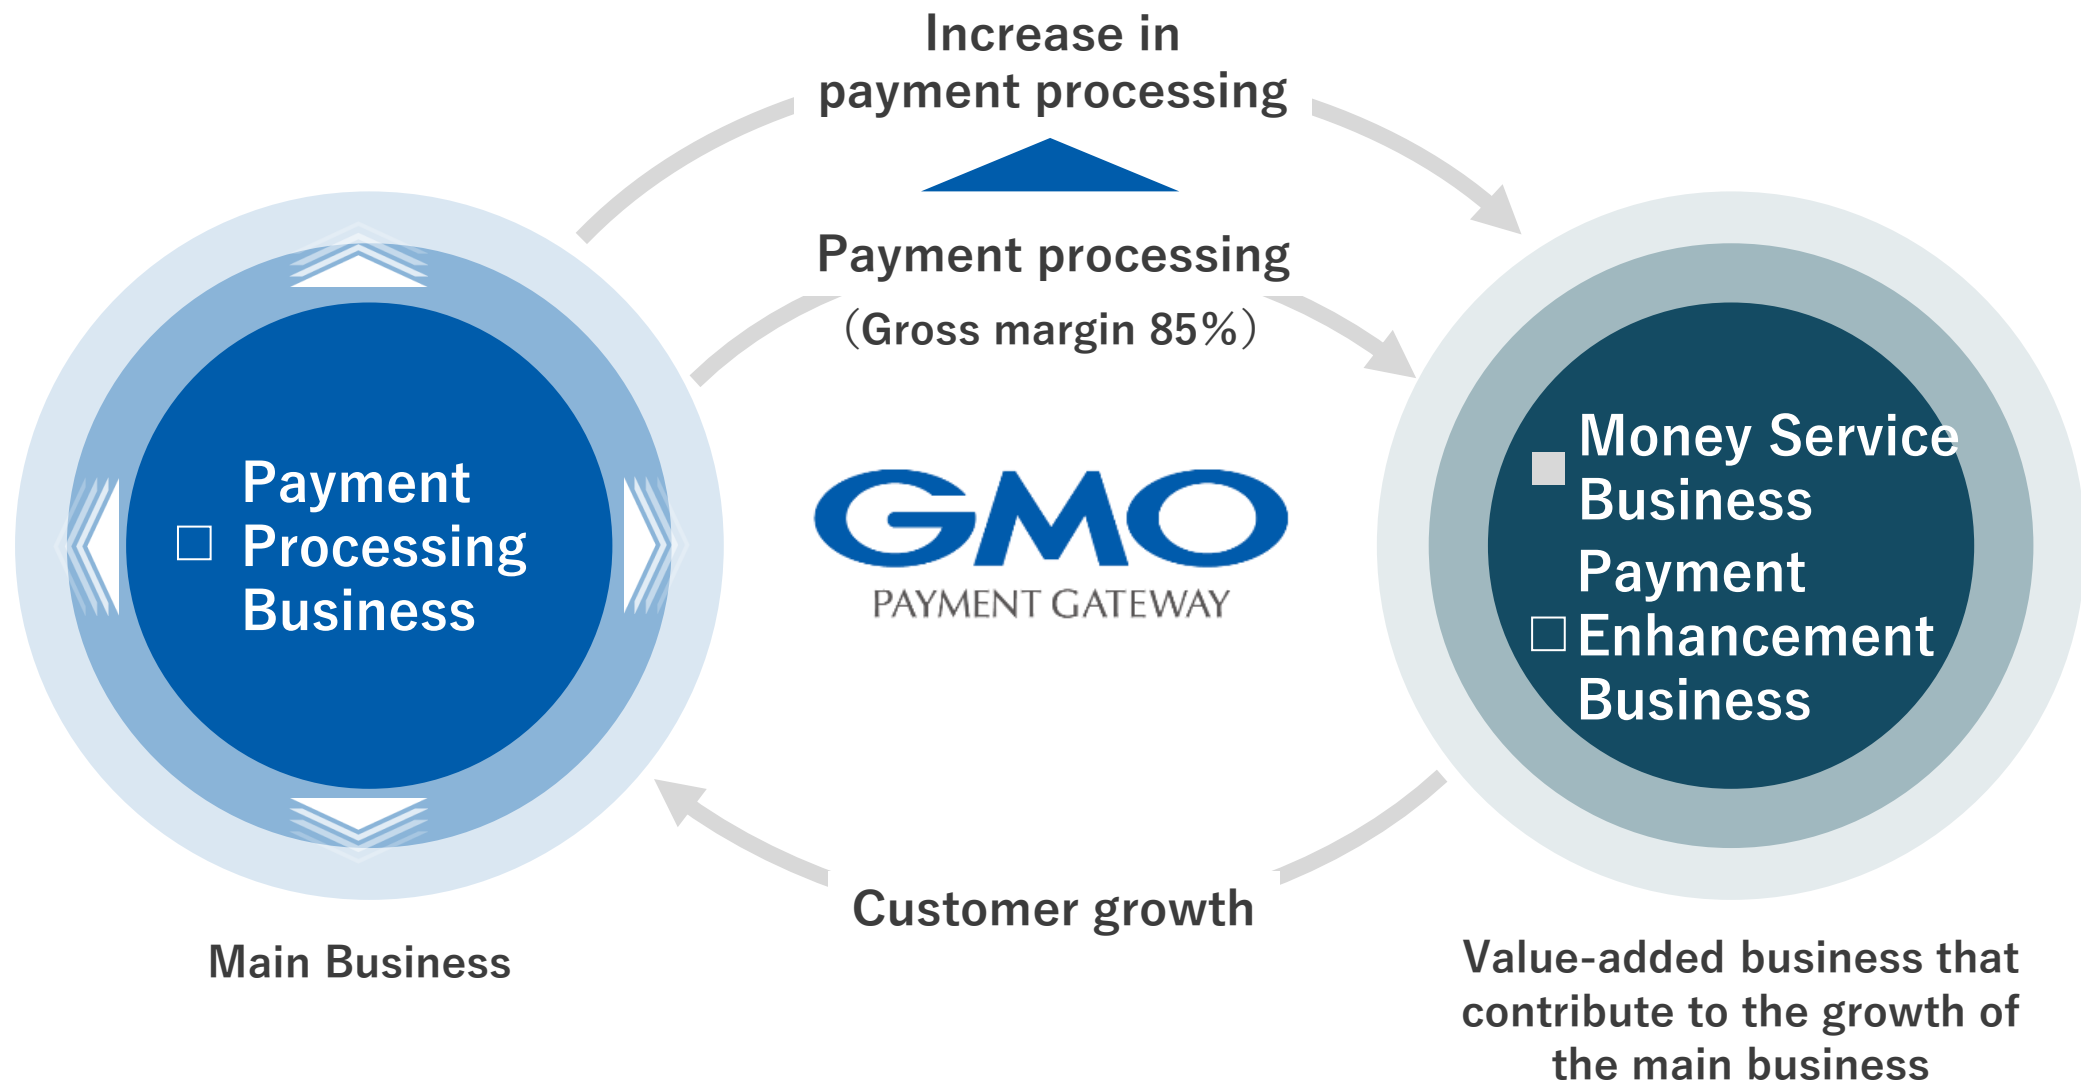 Increase in
payment processing
Payment processing
（Gross margin 85%）
Payment
Processing
Business
GMO
PAYMENT GATEWAY
Money Service
Business
Payment
Enhancement
Business
Customer growth
Main Business
Value-added business that
contribute to the growth of
the main business